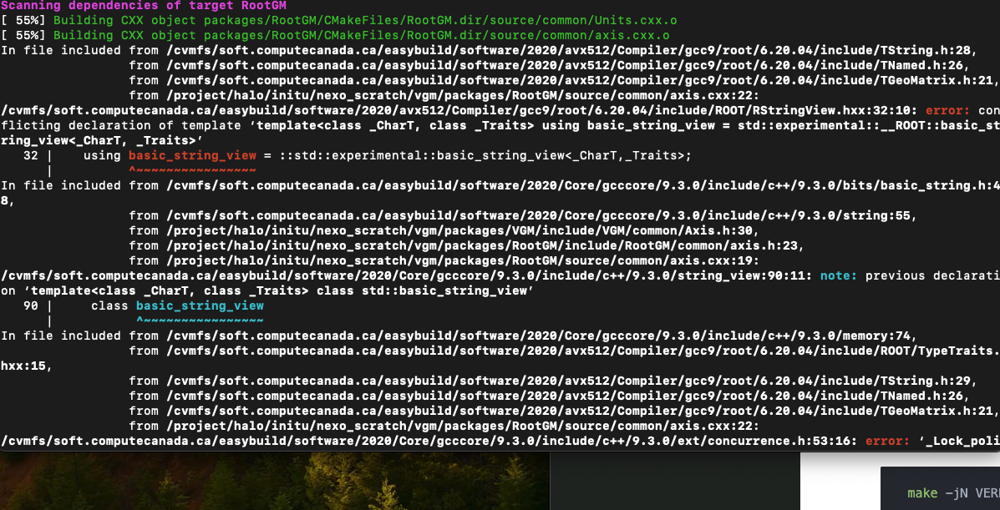 Scanning dependencies of target RootGM
[ 55%] Building CXX object packages/RootGM/CMakeFiles/RootGM.dir/source/common/Units.cxx.o
[ 55%] Building CXX object packages/RootGM/CMakeFiles/RootGM.dir/source/common/axis.cxx.o
In file included from /cvmfs/soft.computecanada.ca/easybuild/software/2020/avx512/Compiler/gcc9/root/6.20.04/include/TString.h:28,
                 from /cvmfs/soft.computecanada.ca/easybuild/software/2020/avx512/Compiler/gcc9/root/6.20.04/include/TNamed.h:26,
                 from /cvmfs/soft.computecanada.ca/easybuild/software/2020/avx512/Compiler/gcc9/root/6.20.04/include/TGeoMatrix.h:21,
                 from /project/halo/initu/nexo_scratch/vgm/packages/RootGM/source/common/axis.cxx:22:
/cvmfs/soft.computecanada.ca/easybuild/software/2020/avx512/Compiler/gcc9/root/6.20.04/include/ROOT/RStringView.hxx:32:10: error: con
flicting declaration of template ‘template<class _CharT, class _Traits> using basic_string_view = std::experimental::__ROOT::basic_st
ring_view<_CharT, _Traits>’
   32 |    using basic_string_view = ::std::experimental::basic_string_view<_CharT,_Traits>;
      |          ^~~~~~~~~~~~~~~~~
In file included from /cvmfs/soft.computecanada.ca/easybuild/software/2020/Core/gcccore/9.3.0/include/c++/9.3.0/bits/basic_string.h:4
8,
                 from /cvmfs/soft.computecanada.ca/easybuild/software/2020/Core/gcccore/9.3.0/include/c++/9.3.0/string:55,
                 from /project/halo/initu/nexo_scratch/vgm/packages/VGM/include/VGM/common/Axis.h:30,
                 from /project/halo/initu/nexo_scratch/vgm/packages/RootGM/include/RootGM/common/axis.h:23,
                 from /project/halo/initu/nexo_scratch/vgm/packages/RootGM/source/common/axis.cxx:19:
/cvmfs/soft.computecanada.ca/easybuild/software/2020/Core/gcccore/9.3.0/include/c++/9.3.0/string_view:90:11: note: previous declarati
on ‘template<class _CharT, class _Traits> class std::basic_string_view’
   90 |     class basic_string_view
      |           ^~~~~~~~~~~~~~~~~
In file included from /cvmfs/soft.computecanada.ca/easybuild/software/2020/Core/gcccore/9.3.0/include/c++/9.3.0/memory:74,
                 from /cvmfs/soft.computecanada.ca/easybuild/software/2020/avx512/Compiler/gcc9/root/6.20.04/include/ROOT/TypeTraits.
hxx:15,
                 from /cvmfs/soft.computecanada.ca/easybuild/software/2020/avx512/Compiler/gcc9/root/6.20.04/include/TString.h:29,
                 from /cvmfs/soft.computecanada.ca/easybuild/software/2020/avx512/Compiler/gcc9/root/6.20.04/include/TNamed.h:26,
                 from /cvmfs/soft.computecanada.ca/easybuild/software/2020/avx512/Compiler/gcc9/root/6.20.04/include/TGeoMatrix.h:21,
                 from /project/halo/initu/nexo_scratch/vgm/packages/RootGM/source/common/axis.cxx:22:
/cvmfs/soft.computecanada.ca/easybuild/software/2020/Core/gcccore/9.3.0/include/c++/9.3.0/ext/concurrence.h:53:16: error: ‘_Lock_poli
make -jN VER